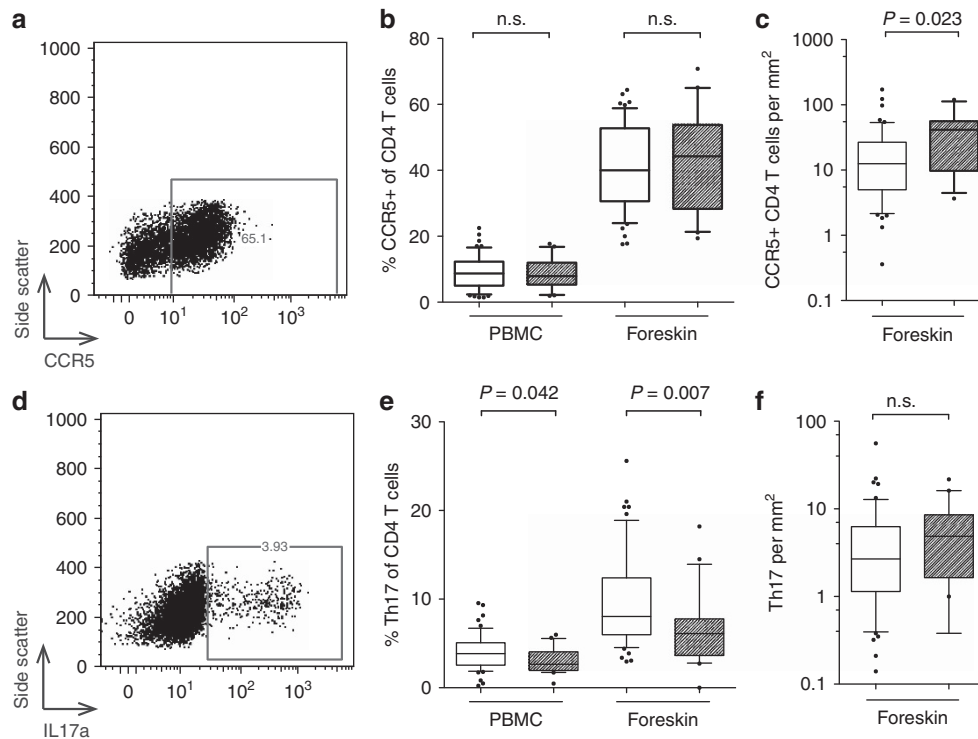 a
1000
800
600
400
200
0
Side scatter
65.1
0 10¹ 10² 10³
CCR5
b
n.s. n.s.
80
60
40
20
0
% CCR5+ of CD4 T cells
PBMC Foreskin
c
P = 0.023
1000
100
10
1
0.1
CCR5+ CD4 T cells per mm²
Foreskin
d
1000
800
600
400
200
0
Side scatter
3.93
0 10¹ 10² 10³
IL17a
e
P = 0.042 P = 0.007
30
20
10
0
% Th17 of CD4 T cells
PBMC Foreskin
f
n.s.
100
10
1
0.1
Th17 per mm²
Foreskin